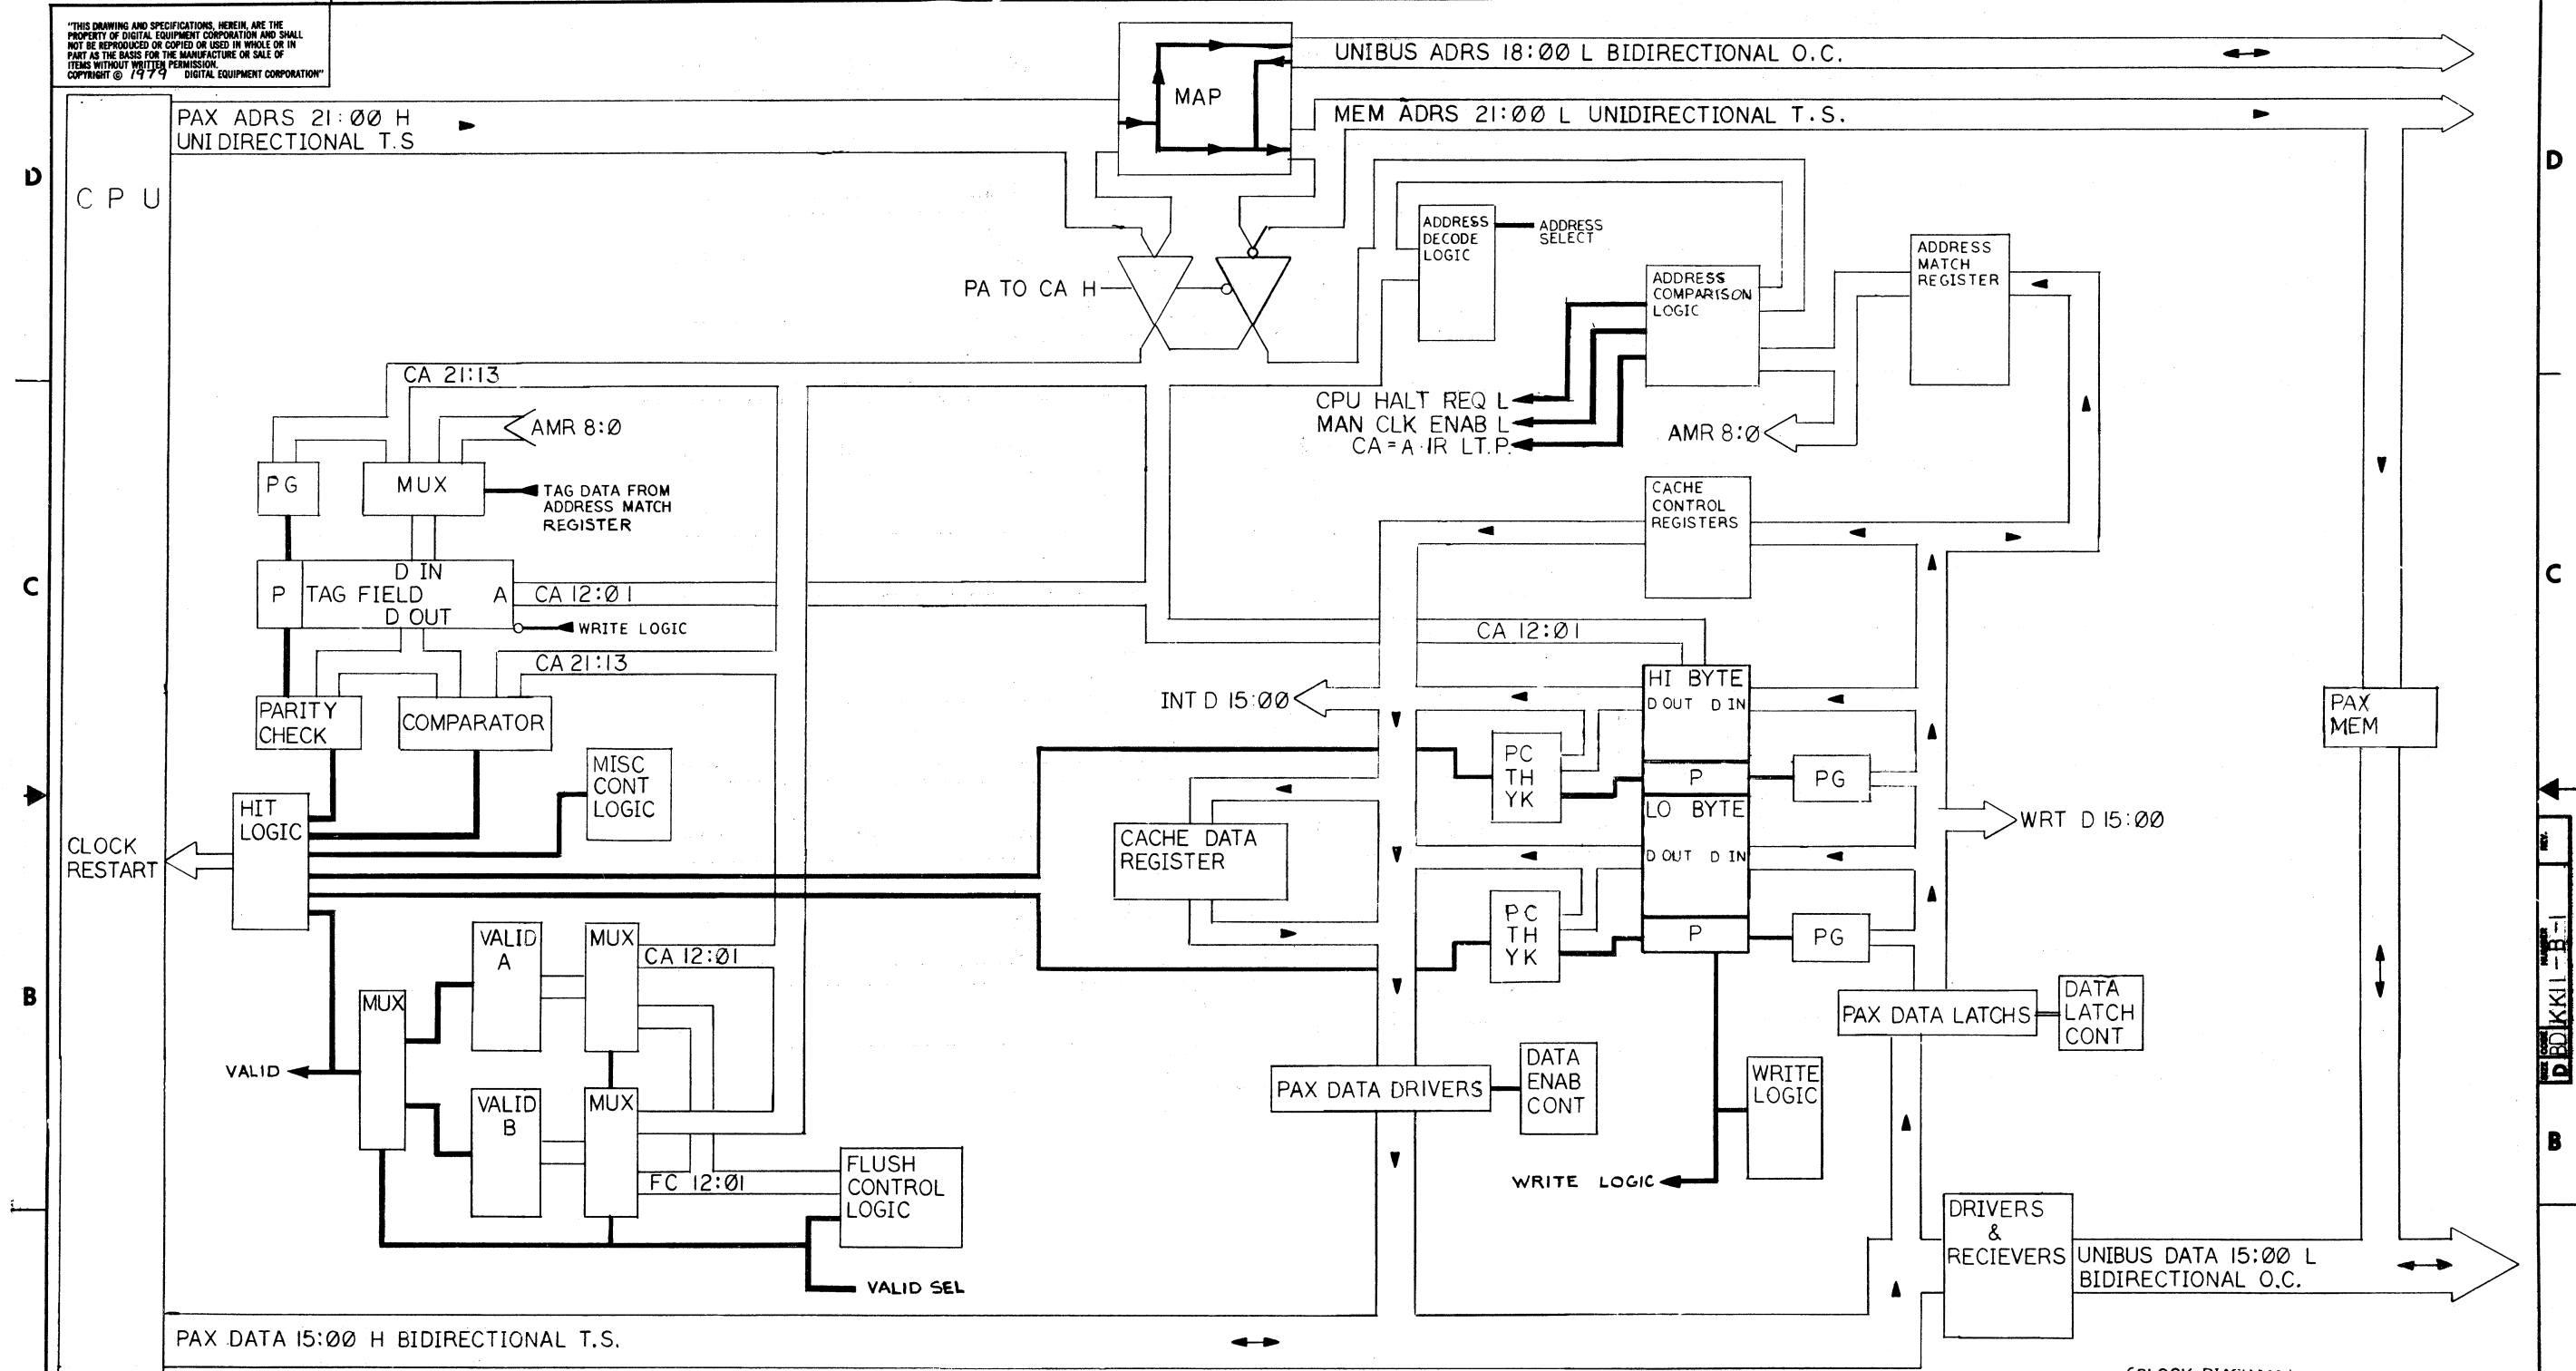 "THIS DRAWING AND SPECIFICATIONS, HEREIN, ARE THE
PROPERTY OF DIGITAL EQUIPMENT CORPORATION AND SHALL
NOT BE REPRODUCED OR COPIED OR USED IN WHOLE OR IN
PART AS THE BASIS FOR THE MANUFACTURE OR SALE OF
ITEMS WITHOUT WRITTEN PERMISSION.
COPYRIGHT © 1979 DIGITAL EQUIPMENT CORPORATION"
MAP
UNIBUS ADRS 18:00 L BIDIRECTIONAL O.C.
PAX ADRS 21:00 H
UNIDIRECTIONAL T.S
MEM ADRS 21:00 L UNIDIRECTIONAL T.S.
D
D
CPU
ADDRESS
DECODE
LOGIC
ADDRESS
SELECT
ADDRESS
MATCH
REGISTER
ADDRESS
COMPARISON
LOGIC
PA TO CA H
CA 21:13
CPU HALT REQ L
MAN CLK ENAB L
CA = A·IR LT.P.
AMR 8:0
AMR 8:0
PG
MUX
TAG DATA FROM
ADDRESS MATCH
REGISTER
CACHE
CONTROL
REGISTERS
C
C
D IN
P TAG FIELD A
D OUT
CA 12:01
WRITE LOGIC
CA 12:01
CA 21:13
PARITY
CHECK
COMPARATOR
INT D 15:00
HI BYTE
D OUT D IN
PAX
MEM
MISC
CONT
LOGIC
PC
TH
YK
P
PG
HIT
LOGIC
LO BYTE
WRT D 15:00
CLOCK
RESTART
CACHE DATA
REGISTER
D OUT D IN
REV.
PC
TH
YK
P
PG
VALID
A
MUX
CA 12:01
NUMBER
KK11-B-1
B
B
MUX
PAX DATA LATCHS
DATA
LATCH
CONT
SIZE CODE
D BD
VALID
VALID
B
MUX
PAX DATA DRIVERS
DATA
ENAB
CONT
WRITE
LOGIC
FLUSH
CONTROL
LOGIC
FC 12:01
WRITE LOGIC
DRIVERS
&
RECIEVERS
UNIBUS DATA 15:00 L
BIDIRECTIONAL O.C.
VALID SEL
PAX DATA 15:00 H BIDIRECTIONAL T.S.